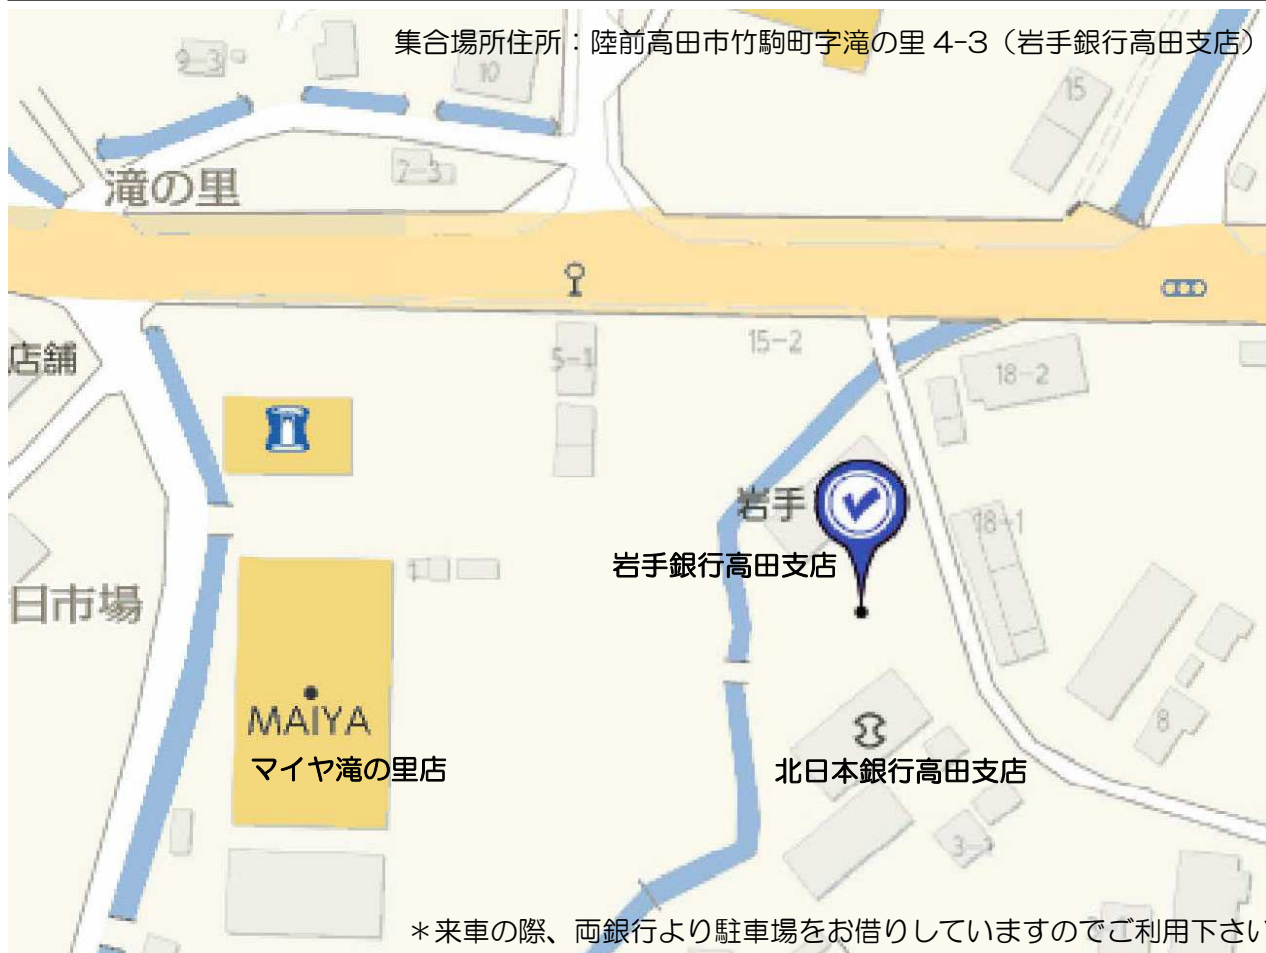 集合場所住所：陸前高田市竹駒町字滝の里 4-3（岩手銀行高田支店）
9-3
10
15
7-3
滝の里
店舗
5-1
15-2
18-2
岩手
18-1
岩手銀行高田支店
1
日市場
MAIYA
マイヤ滝の里店
8
北日本銀行高田支店
＊来車の際、両銀行より駐車場をお借りしていますのでご利用下さい